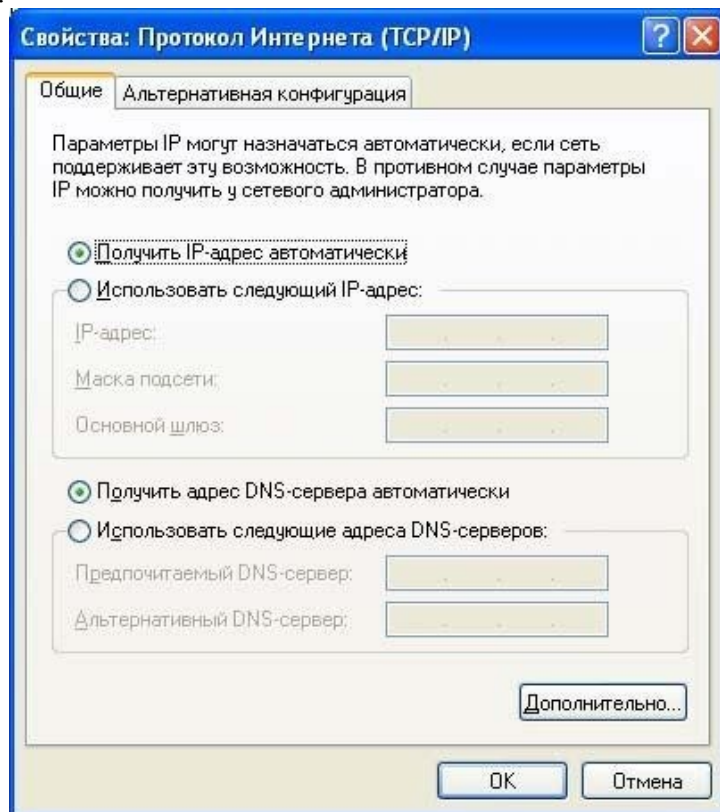 Свойства: Протокол Интернета (TCP/IP)
Общие
Альтернативная конфигурация
Параметры IP могут назначаться автоматически, если сеть
поддерживает эту возможность. В противном случае параметры
IP можно получить у сетевого администратора.
Получить IP-адрес автоматически
Использовать следующий IP-адрес:
IP-адрес:
Маска подсети:
Основной шлюз:
Получить адрес DNS-сервера автоматически
Использовать следующие адреса DNS-серверов:
Предпочитаемый DNS-сервер:
Альтернативный DNS-сервер:
Дополнительно...
OK
Отмена